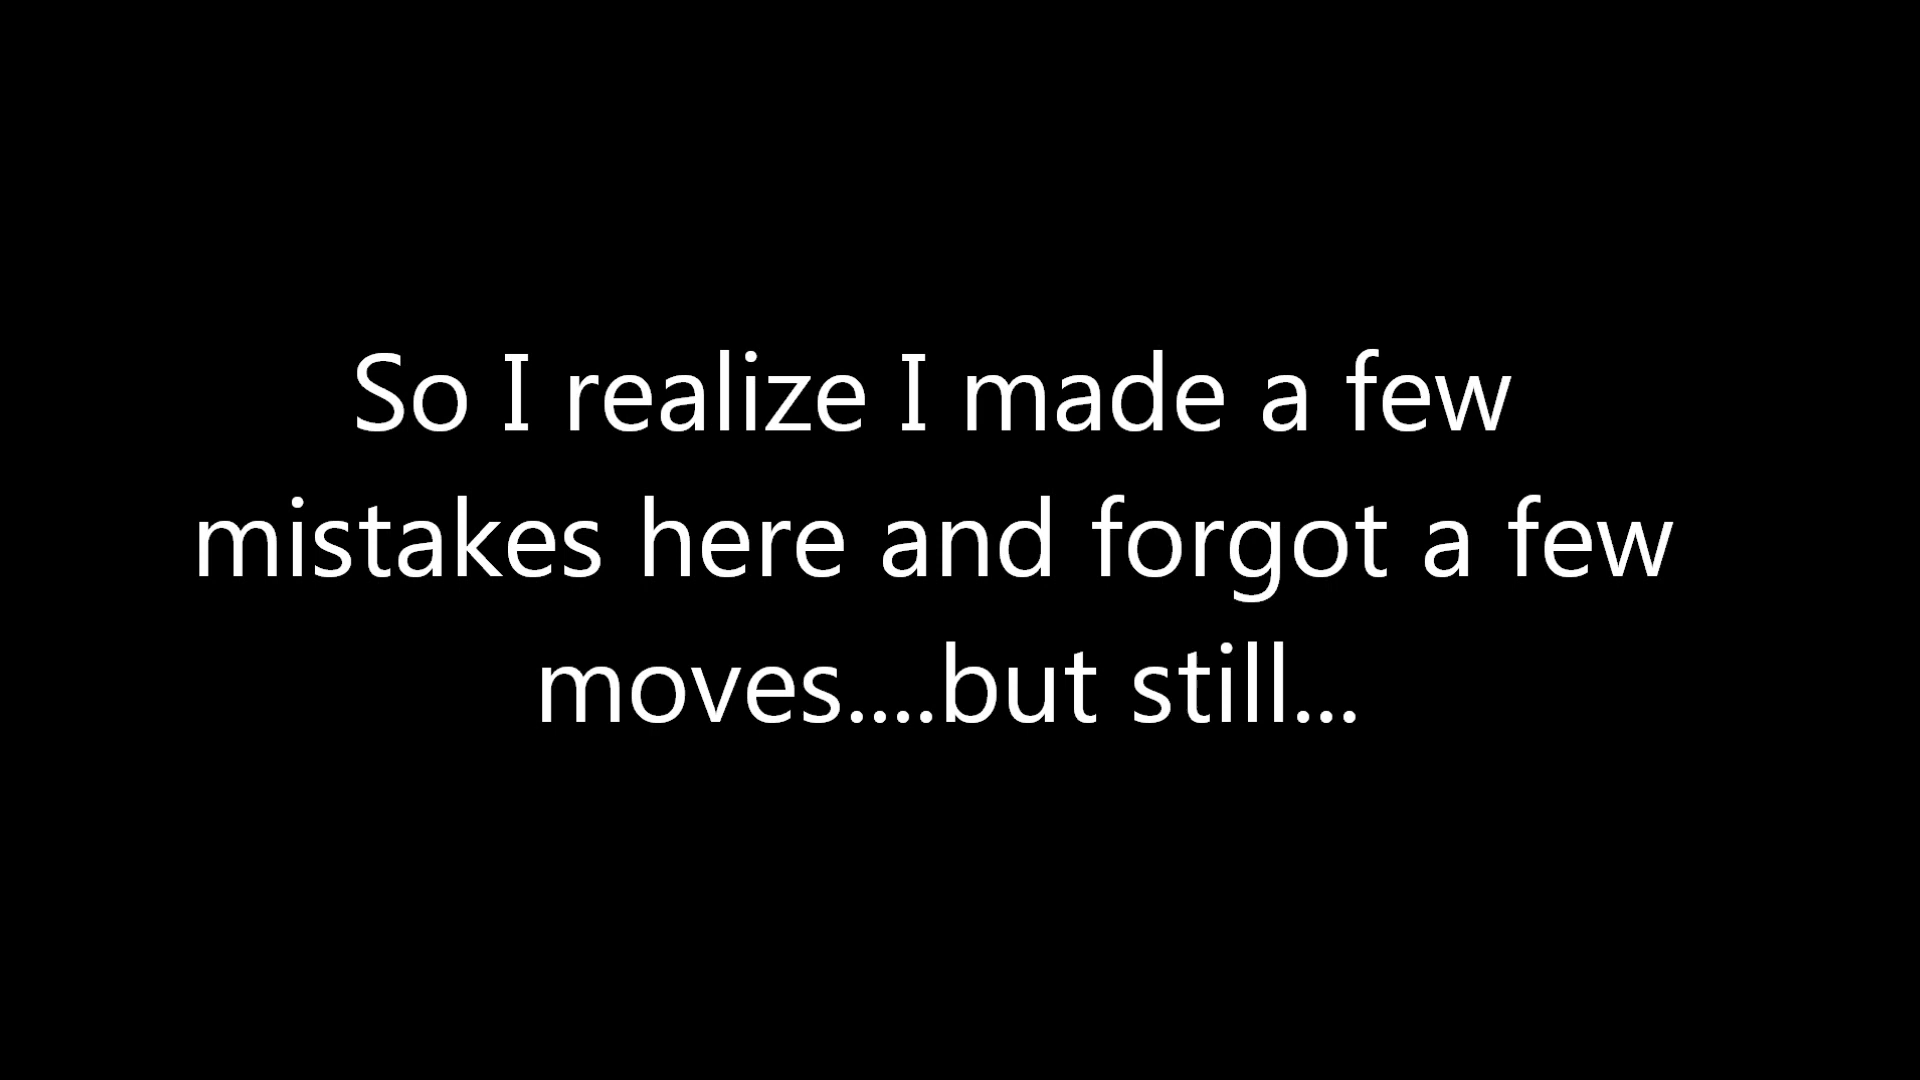 So I realize I made a few
mistakes here and forgot a few
moves....but still...